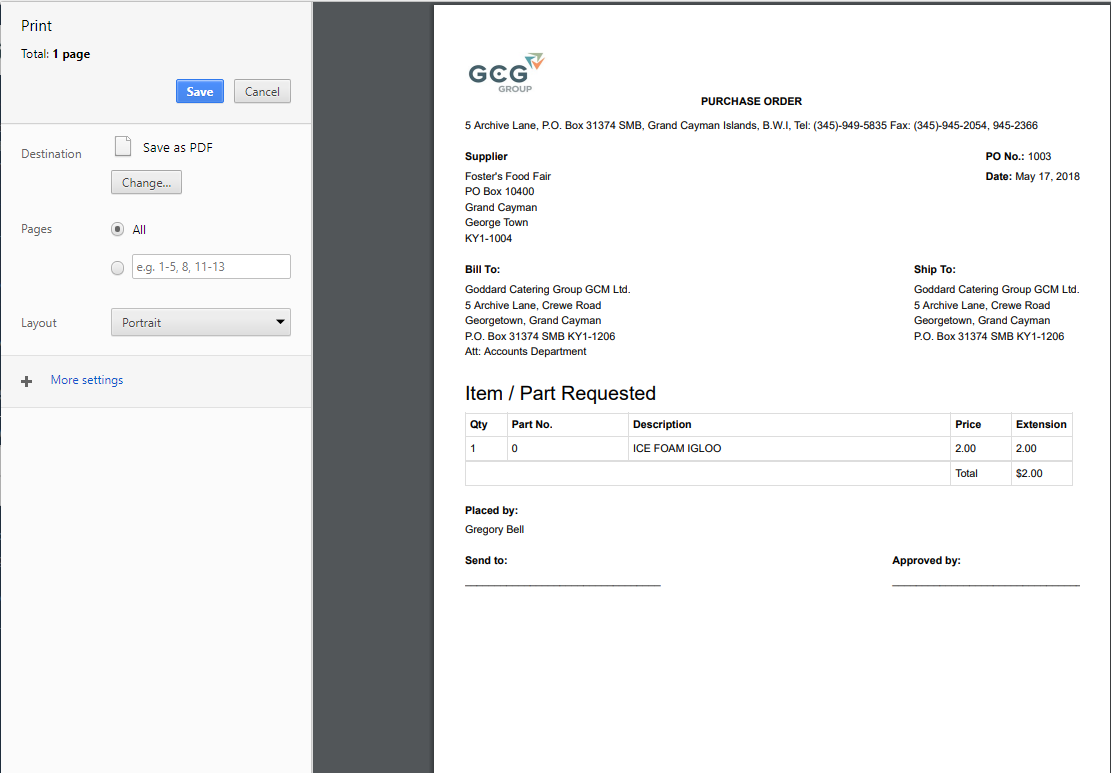 Print
Total: 1 page
Save Cancel
Destination Save as PDF
Change...
Pages All
e.g. 1-5, 8, 11-13
Layout Portrait
More settings
GCG
GROUP
PURCHASE ORDER
5 Archive Lane, P.O. Box 31374 SMB, Grand Cayman Islands, B.W.I, Tel: (345)-949-5835 Fax: (345)-945-2054, 945-2366
Supplier
Foster's Food Fair
PO Box 10400
Grand Cayman
George Town
KY1-1004
PO No.: 1003
Date: May 17, 2018
Bill To:
Goddard Catering Group GCM Ltd.
5 Archive Lane, Crewe Road
Georgetown, Grand Cayman
P.O. Box 31374 SMB KY1-1206
Att: Accounts Department
Ship To:
Goddard Catering Group GCM Ltd.
5 Archive Lane, Crewe Road
Georgetown, Grand Cayman
P.O. Box 31374 SMB KY1-1206
Item / Part Requested
Qty Part No. Description Price Extension
1 0 ICE FOAM IGLOO 2.00 2.00
Total $2.00
Placed by:
Gregory Bell
Send to: Approved by: